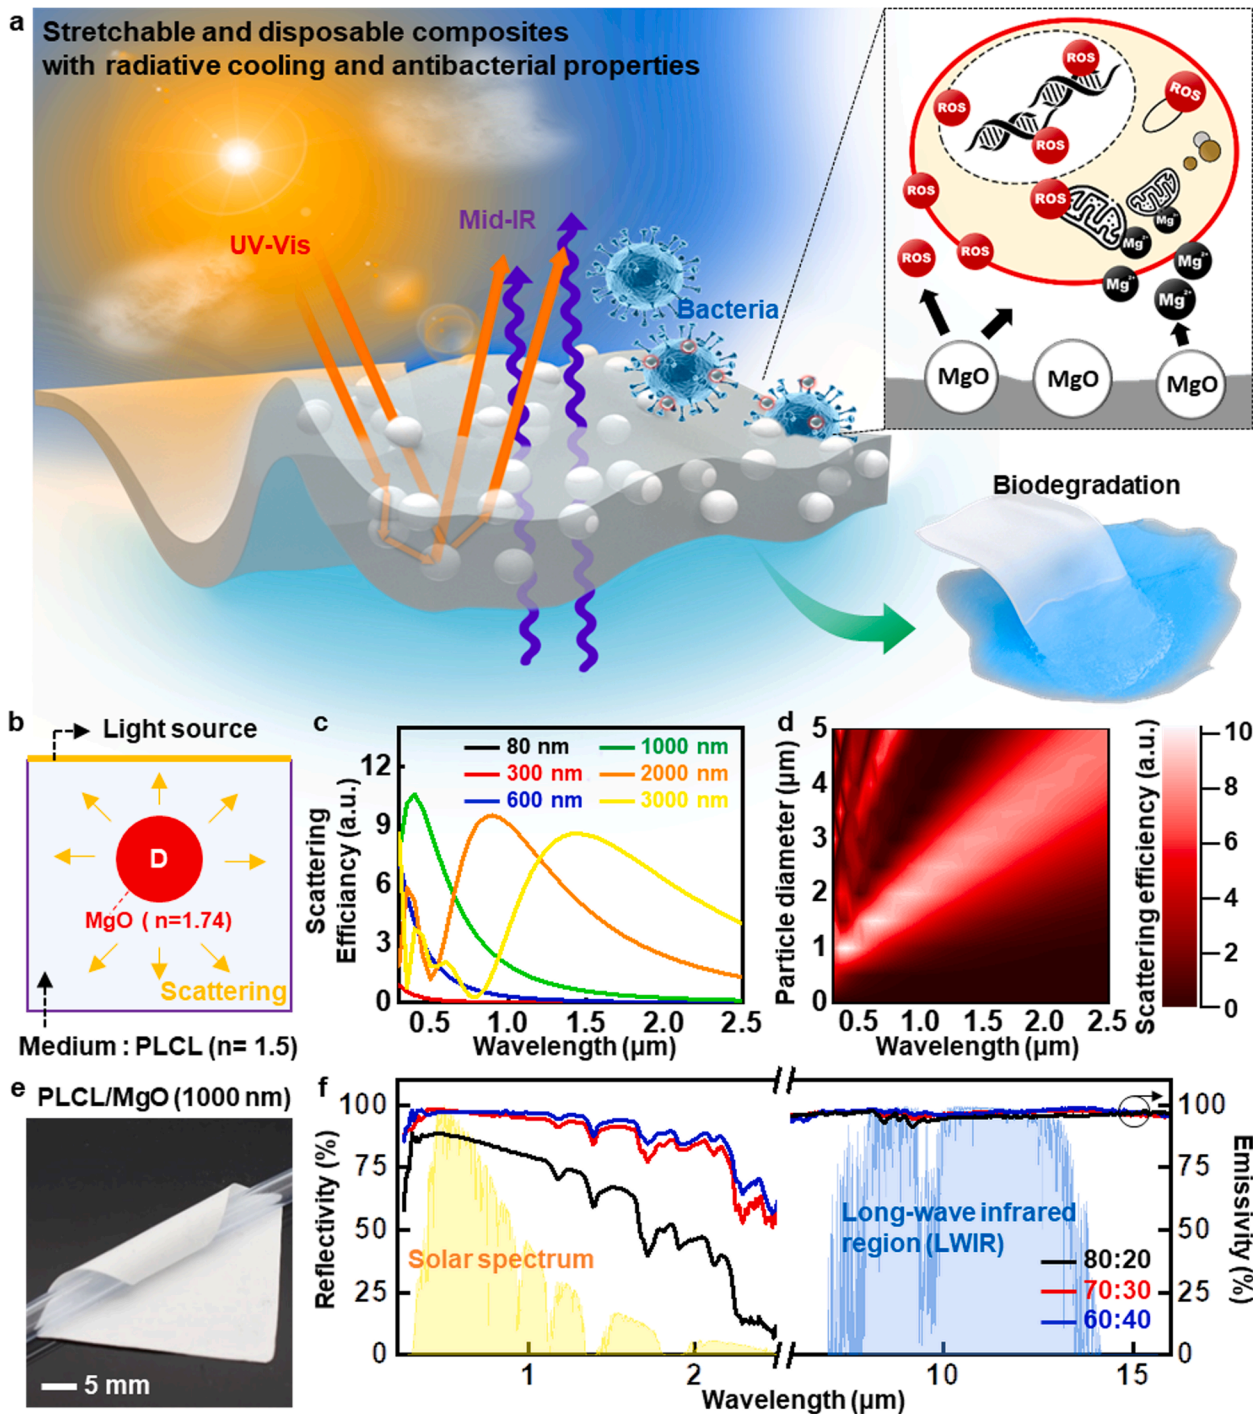 a
Stretchable and disposable composites
with radiative cooling and antibacterial properties
UV-Vis
Mid-IR
Bacteria
ROS
ROS
ROS
ROS
ROS
ROS
ROS
ROS
Mg2+
Mg2+
Mg2+
Mg2+
Mg2+
MgO
MgO
MgO
Biodegradation
b
Light source
D
MgO ( n=1.74)
Scattering
Medium : PLCL (n= 1.5)
c
80 nm
300 nm
600 nm
1000 nm
2000 nm
3000 nm
Scattering
Efficiancy (a.u.)
12
9
6
3
0
0.5
1.0
1.5
2.0
2.5
Wavelength (μm)
d
Particle diameter (μm)
5
4
3
2
1
0
0.5
1.0
1.5
2.0
2.5
Wavelength (μm)
Scattering efficiency (a.u.)
10
8
6
4
2
0
e
PLCL/MgO (1000 nm)
5 mm
f
Reflectivity (%)
100
75
50
25
0
Solar spectrum
Long-wave infrared
region (LWIR)
80:20
70:30
60:40
100
75
50
25
0
Emissivity (%)
1
2
10
15
Wavelength (μm)